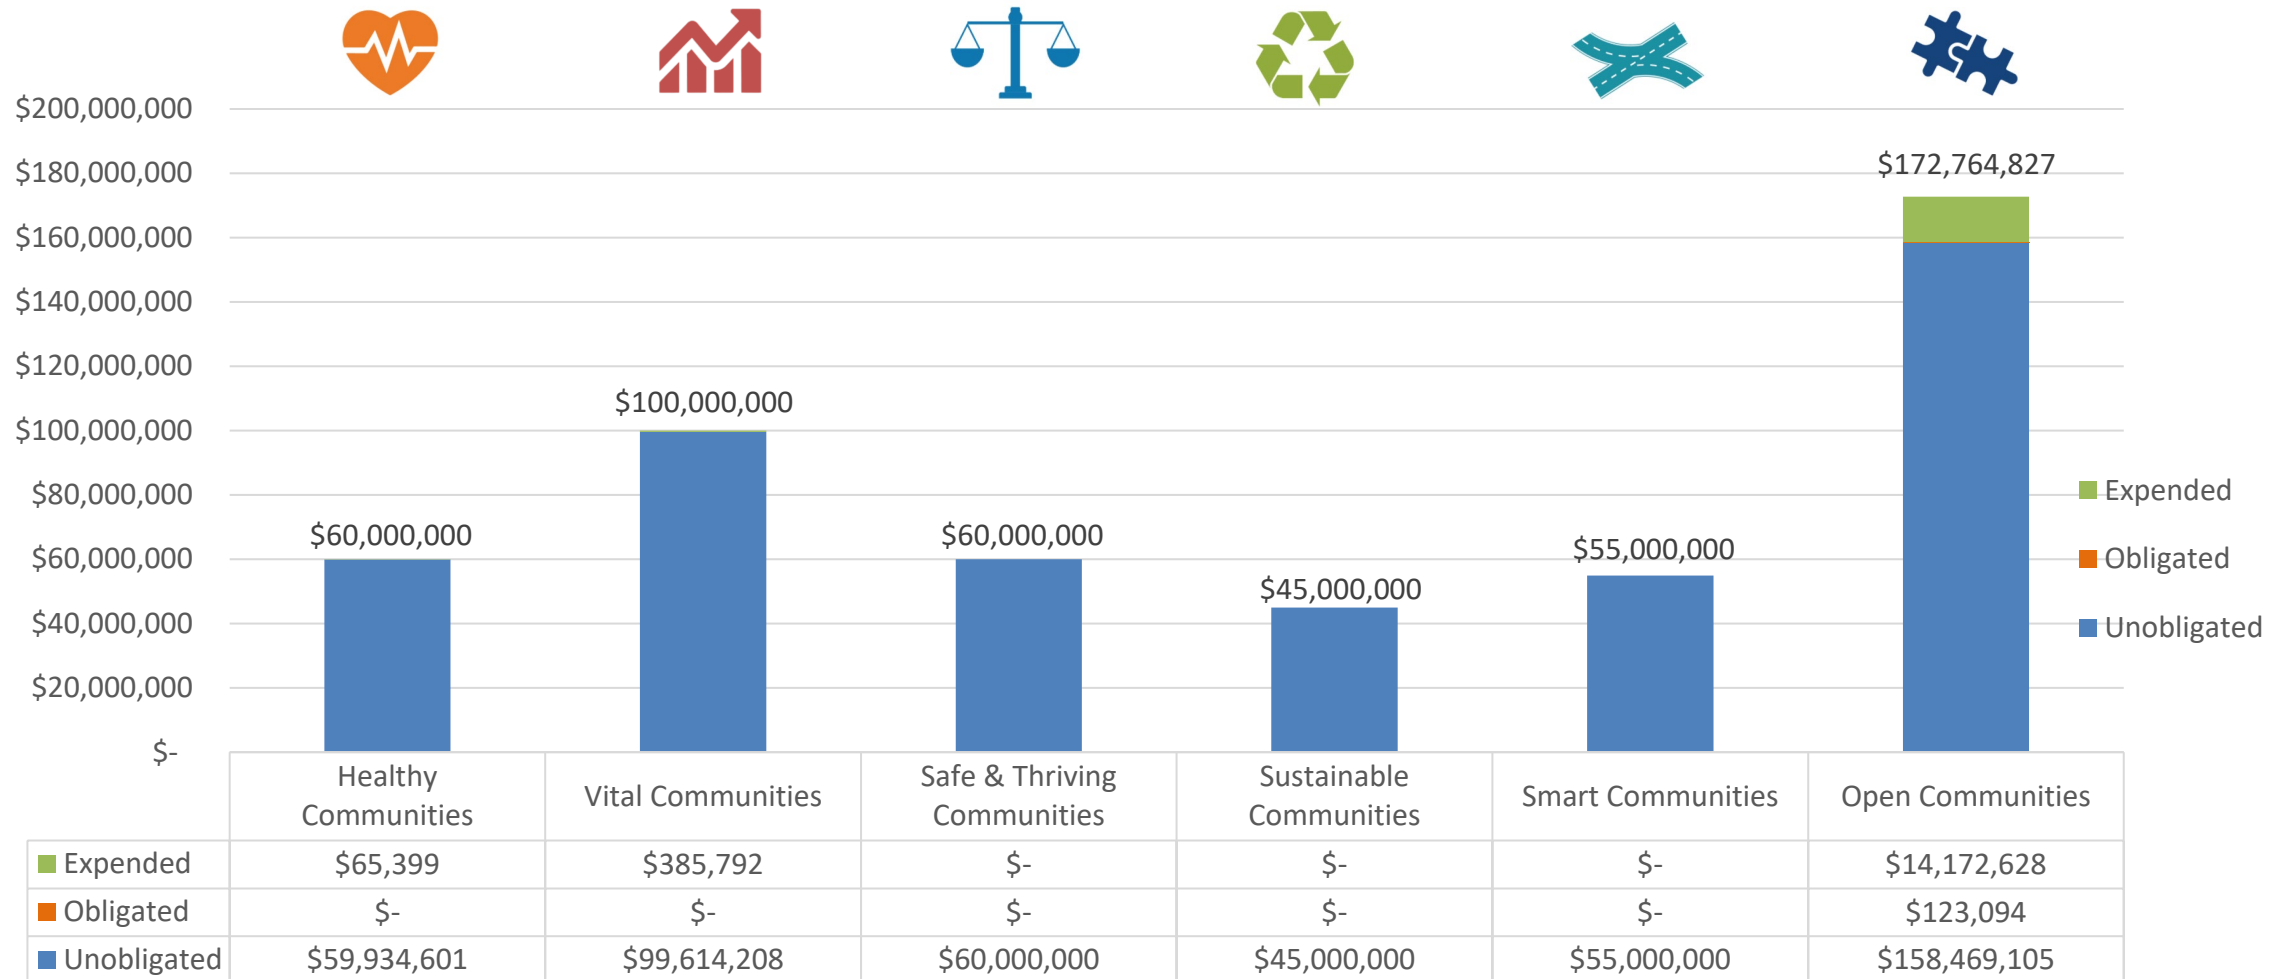 $200,000,000
$180,000,000
$160,000,000
$140,000,000
$120,000,000
$100,000,000
$80,000,000
$60,000,000
$40,000,000
$20,000,000
$-
$60,000,000
$100,000,000
$60,000,000
$45,000,000
$55,000,000
$172,764,827
Expended
Obligated
Unobligated
Healthy
Communities
Vital Communities
Safe & Thriving
Communities
Sustainable
Communities
Smart Communities
Open Communities
Expended $65,399 $385,792 $- $- $- $14,172,628
Obligated $- $- $- $- $- $123,094
Unobligated $59,934,601 $99,614,208 $60,000,000 $45,000,000 $55,000,000 $158,469,105